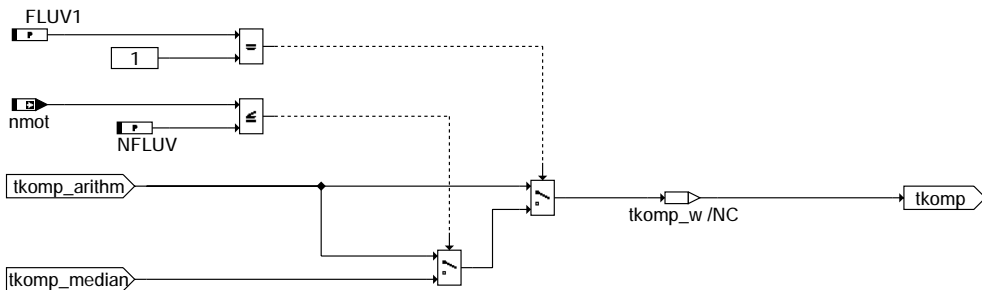 FLUV1
P
1
=
nmot
P
NFLUV
≤
tkomp_arithm
tkomp_w /NC
tkomp
tkomp_median